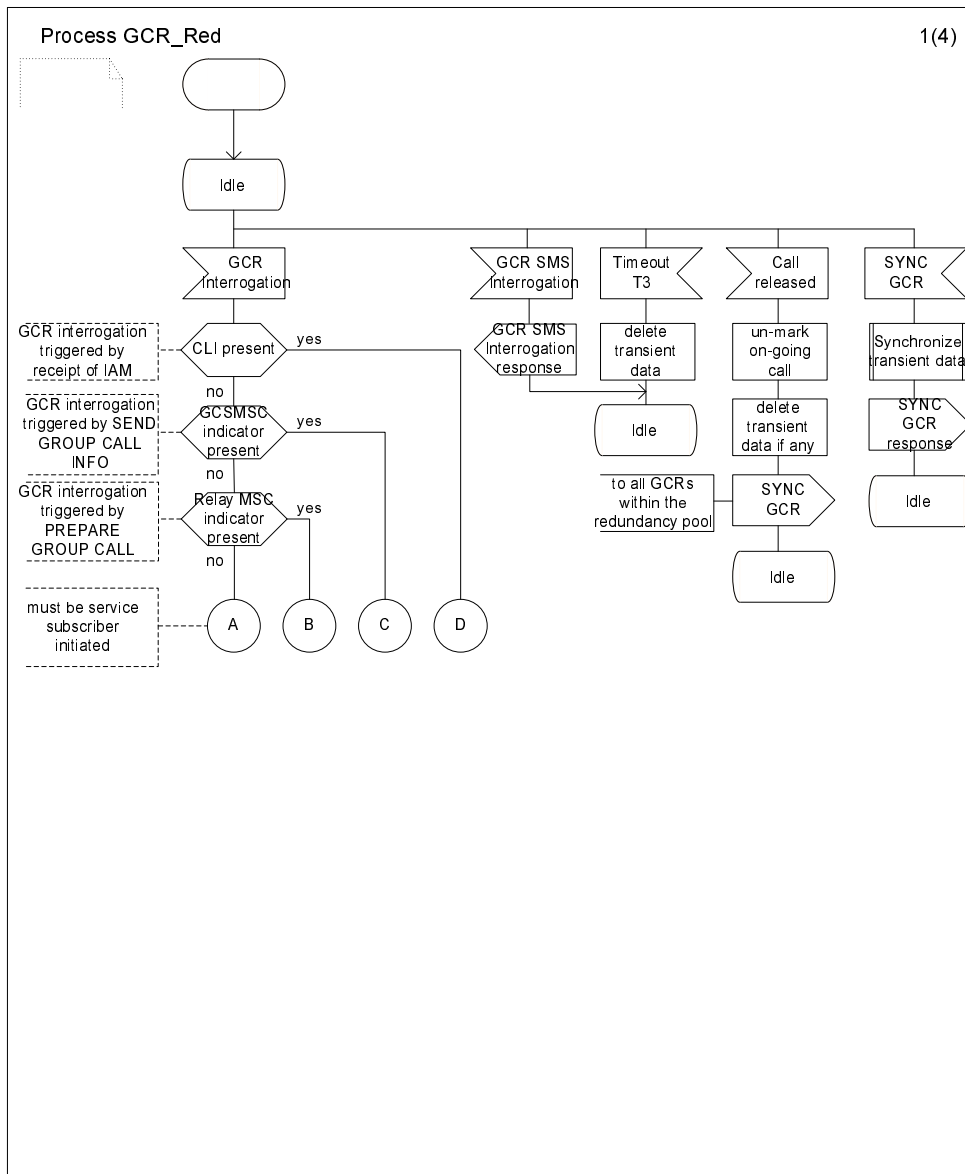 Process GCR_Red
1(4)
Idle
GCR
Interrogation
GCR SMS
Interrogation
Timeout
T3
Call
released
SYNC
GCR
GCR interrogation
triggered by
receipt of IAM
CLI present
yes
no
GCR SMS
Interrogation
response
delete
transient
data
un-mark
on-going
call
Synchronize
transient data
GCR interrogation
triggered by SEND
GROUP CALL
INFO
GCSMSC
indicator
present
yes
no
Idle
delete
transient
data if any
SYNC
GCR
response
GCR interrogation
triggered by
PREPARE
GROUP CALL
Relay MSC
indicator
present
yes
no
to all GCRs
within the
redundancy pool
SYNC
GCR
Idle
Idle
must be service
subscriber
initiated
A
B
C
D